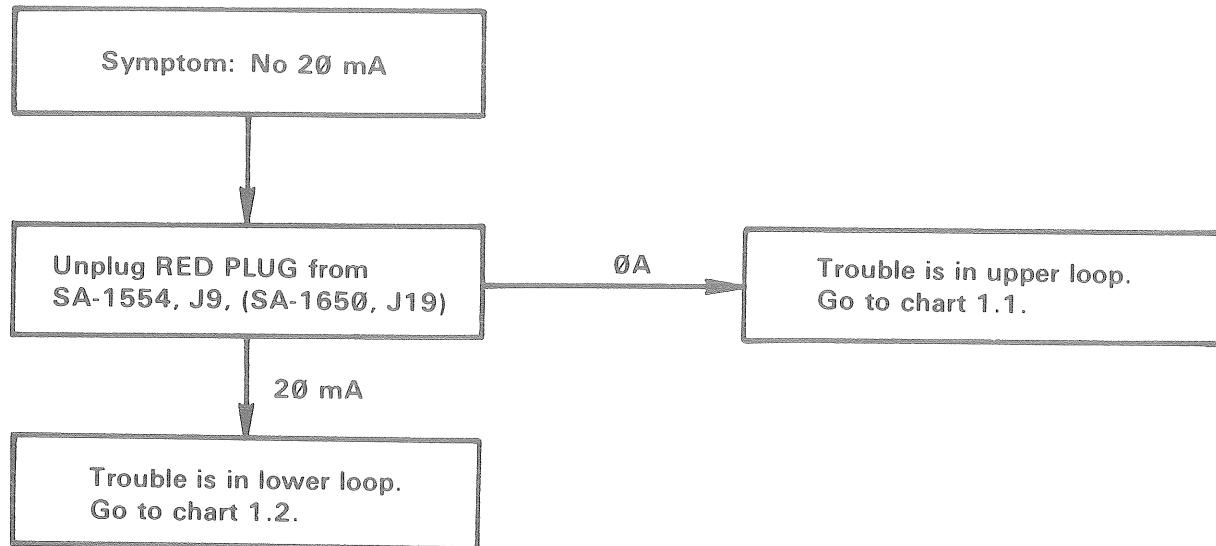 Symptom: No 2Ø mA
Unplug RED PLUG from
SA-1554, J9, (SA-165Ø, J19)
ØA
Trouble is in upper loop.
Go to chart 1.1.
2Ø mA
Trouble is in lower loop.
Go to chart 1.2.